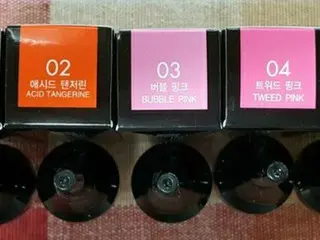 02
애시드 탠저린
ACID TANGERINE
03
버블 핑크
BUBBLE PINK
04
트위드 핑크
TWEED PINK